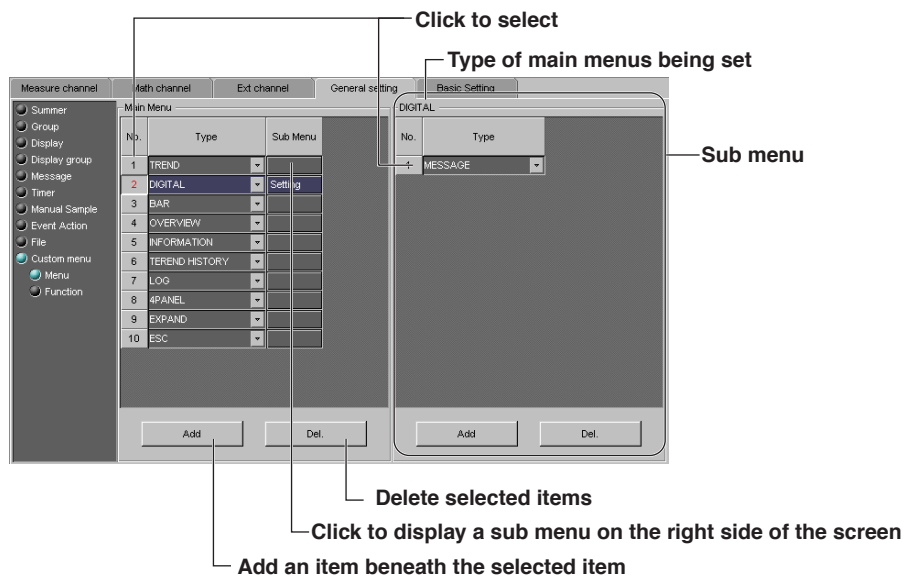 Click to select
Type of main menus being set
Measure channel Math channel Ext channel General setting Basic Setting
Summer
Group
Display
Display group
Message
Timer
Manual Sample
Event Action
File
Custom menu
Menu
Function
Main Menu
No. Type Sub Menu
1 TREND
2 DIGITAL Setting
3 BAR
4 OVERVIEW
5 INFORMATION
6 TEREND HISTORY
7 LOG
8 4PANEL
9 EXPAND
10 ESC
Add Del.
DIGITAL
No. Type
1 MESSAGE
Add Del.
Sub menu
Delete selected items
Click to display a sub menu on the right side of the screen
Add an item beneath the selected item